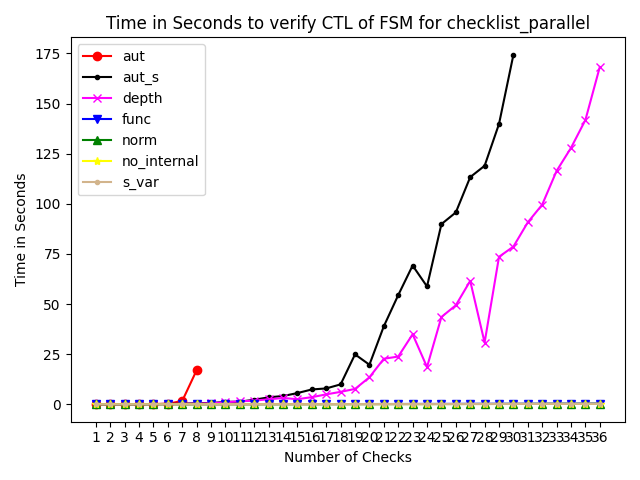 Time in Seconds to verify CTL of FSM for checklist_parallel
aut
aut_s
depth
func
norm
no_internal
s_var
175
150
125
100
75
50
25
0
Time in Seconds
1 2 3 4 5 6 7 8 9 10 11 12 13 14 15 16 17 18 19 20 21 22 23 24 25 26 27 28 29 30 31 32 33 34 35 36
Number of Checks